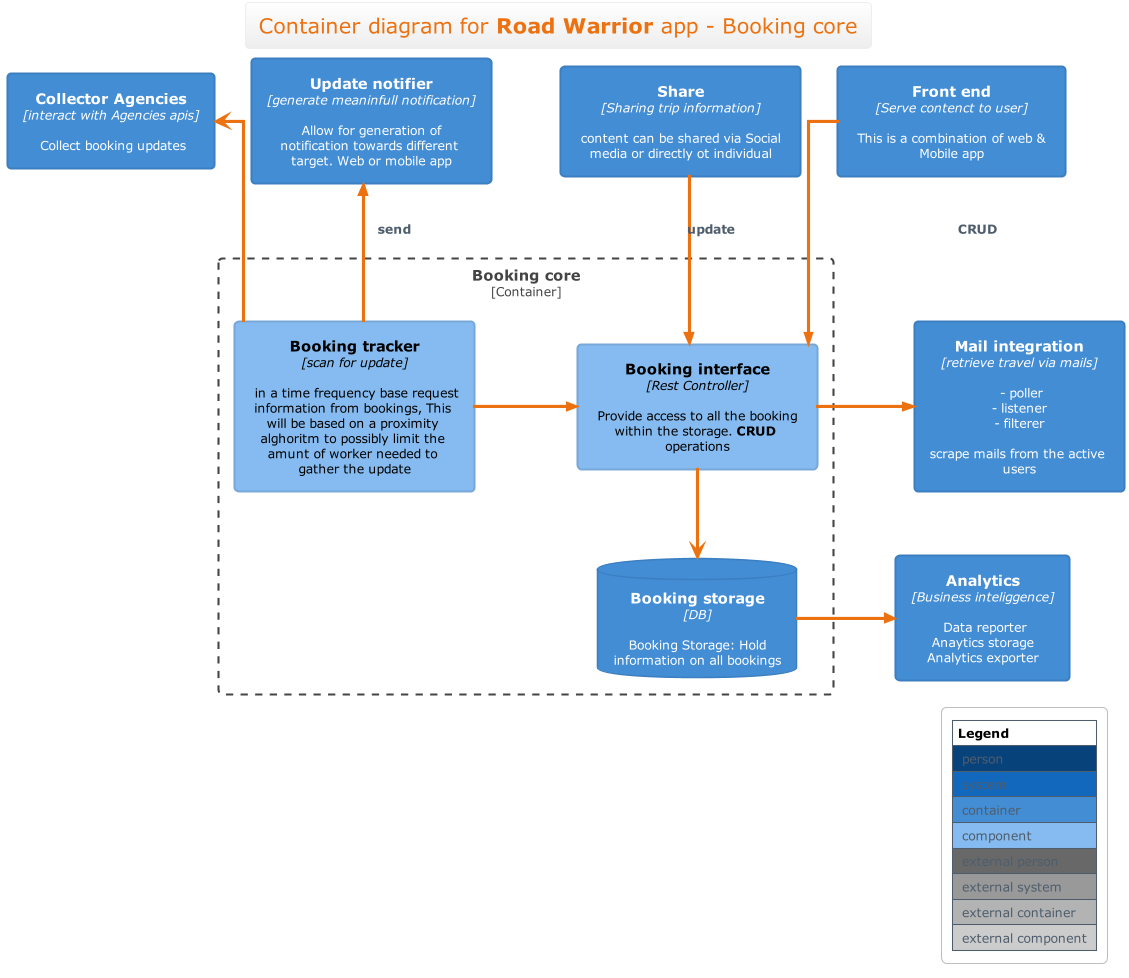 Container diagram for Road Warrior app - Booking core
Collector Agencies
[interact with Agencies apis]
Collect booking updates
Update notifier
[generate meaninfull notification]
Allow for generation of
notification towards different
target. Web or mobile app
Share
[Sharing trip information]
content can be shared via Social
media or directly ot individual
Front end
[Serve contenct to user]
This is a combination of web &
Mobile app
send
update
CRUD
Booking core
[Container]
Booking tracker
[scan for update]
in a time frequency base request
information from bookings, This
will be based on a proximity
alghoritm to possibly limit the
amunt of worker needed to
gather the update
Booking interface
[Rest Controller]
Provide access to all the booking
within the storage. CRUD
operations
Mail integration
[retrieve travel via mails]
- poller
- listener
- filterer
scrape mails from the active
users
Booking storage
[DB]
Booking Storage: Hold
information on all bookings
Analytics
[Business inteliggence]
Data reporter
Anaytics storage
Analytics exporter
Legend
person
system
container
component
external person
external system
external container
external component